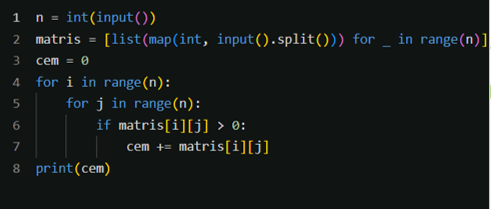 1 n = int(input())
2 matris = [list(map(int, input().split())) for _ in range(n)]
3 cem = 0
4 for i in range(n):
5     for j in range(n):
6         if matris[i][j] > 0:
7             cem += matris[i][j]
8 print(cem)